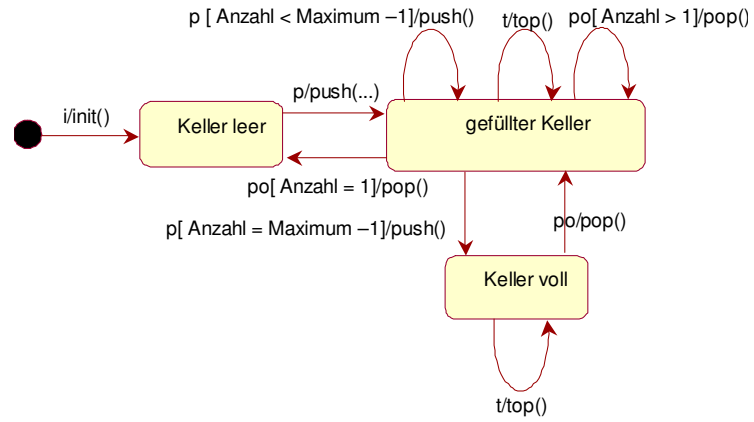 p [ Anzahl < Maximum –1]/push()
t/top()
po[ Anzahl > 1]/pop()
i/init()
Keller leer
p/push(...)
gefüllter Keller
po[ Anzahl = 1]/pop()
p[ Anzahl = Maximum –1]/push()
po/pop()
Keller voll
t/top()